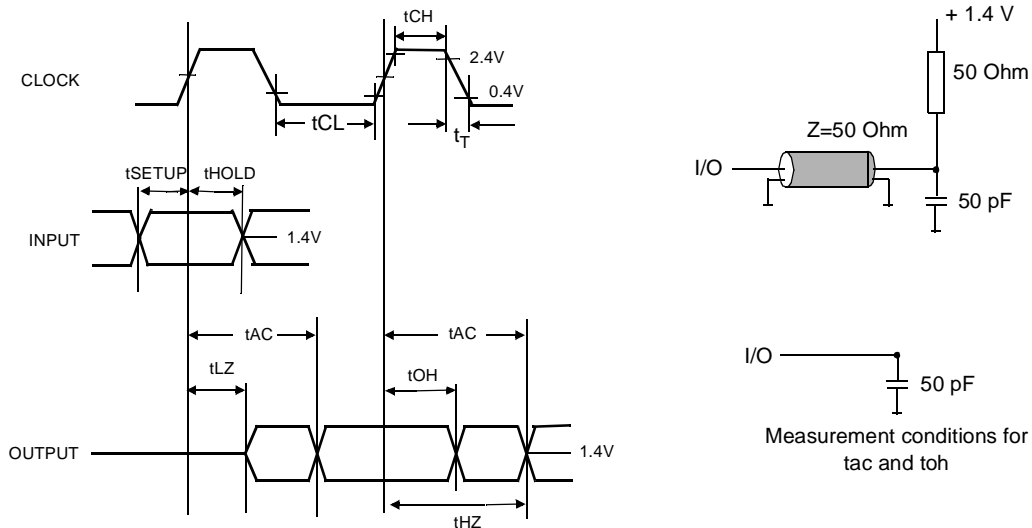 tCH
2.4V
CLOCK
0.4V
tCL
tT
tSETUP
tHOLD
INPUT
1.4V
tAC
tAC
tLZ
tOH
OUTPUT
1.4V
tHZ
+ 1.4 V
50 Ohm
Z=50 Ohm
I/O
50 pF
I/O
50 pF
Measurement conditions for
tac and toh